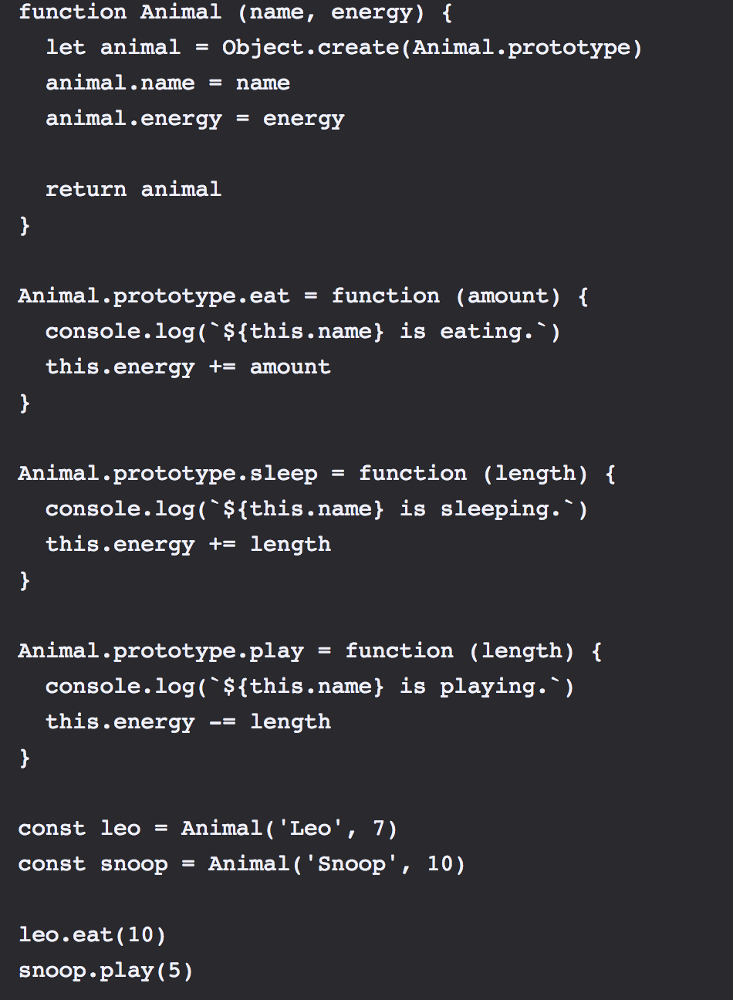 function Animal (name, energy) {
  let animal = Object.create(Animal.prototype)
  animal.name = name
  animal.energy = energy

  return animal
}

Animal.prototype.eat = function (amount) {
  console.log(`${this.name} is eating.`)
  this.energy += amount
}

Animal.prototype.sleep = function (length) {
  console.log(`${this.name} is sleeping.`)
  this.energy += length
}

Animal.prototype.play = function (length) {
  console.log(`${this.name} is playing.`)
  this.energy -= length
}

const leo = Animal('Leo', 7)
const snoop = Animal('Snoop', 10)

leo.eat(10)
snoop.play(5)